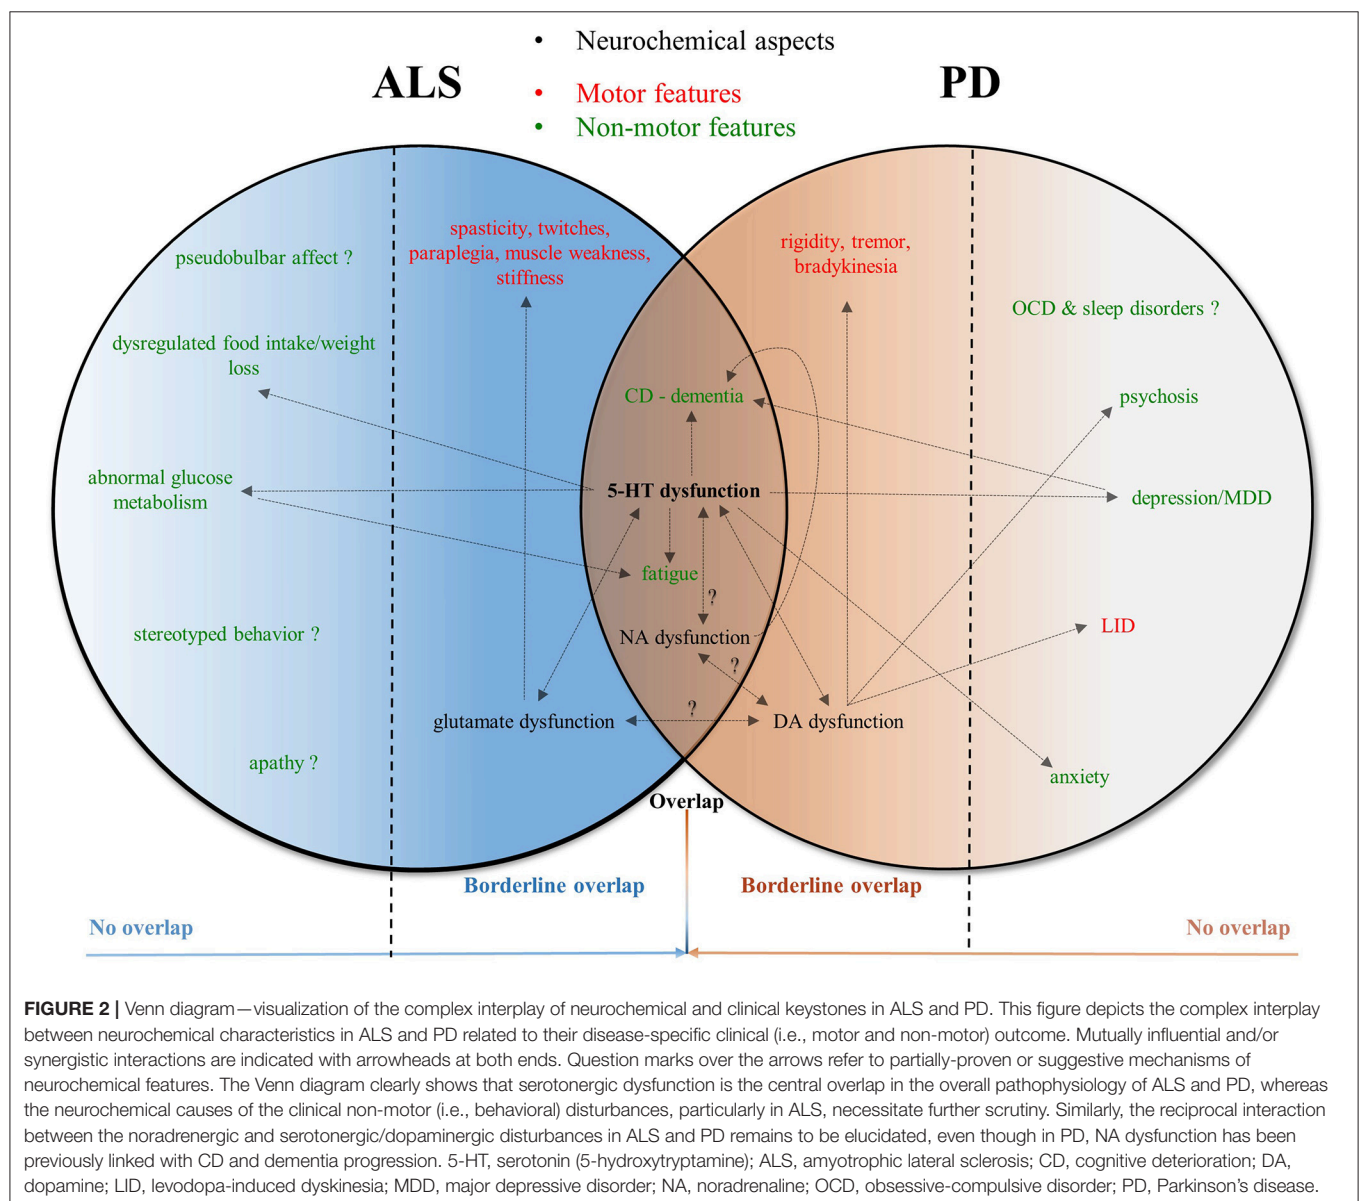 • Neurochemical aspects
ALS
PD
• Motor features
• Non-motor features
spasticity, twitches,
paraplegia, muscle weakness,
stiffness
rigidity, tremor,
bradykinesia
pseudobulbar affect ?
OCD & sleep disorders ?
dysregulated food intake/weight
loss
CD - dementia
psychosis
abnormal glucose
metabolism
5-HT dysfunction
depression/MDD
fatigue
?
stereotyped behavior ?
NA dysfunction
LID
?
?
glutamate dysfunction
DA dysfunction
apathy ?
anxiety
Overlap
Borderline overlap
Borderline overlap
No overlap
No overlap
FIGURE 2 | Venn diagram—visualization of the complex interplay of neurochemical and clinical keystones in ALS and PD. This figure depicts the complex interplay
between neurochemical characteristics in ALS and PD related to their disease-specific clinical (i.e., motor and non-motor) outcome. Mutually influential and/or
synergistic interactions are indicated with arrowheads at both ends. Question marks over the arrows refer to partially-proven or suggestive mechanisms of
neurochemical features. The Venn diagram clearly shows that serotonergic dysfunction is the central overlap in the overall pathophysiology of ALS and PD, whereas
the neurochemical causes of the clinical non-motor (i.e., behavioral) disturbances, particularly in ALS, necessitate further scrutiny. Similarly, the reciprocal interaction
between the noradrenergic and serotonergic/dopaminergic disturbances in ALS and PD remains to be elucidated, even though in PD, NA dysfunction has been
previously linked with CD and dementia progression. 5-HT, serotonin (5-hydroxytryptamine); ALS, amyotrophic lateral sclerosis; CD, cognitive deterioration; DA,
dopamine; LID, levodopa-induced dyskinesia; MDD, major depressive disorder; NA, noradrenaline; OCD, obsessive-compulsive disorder; PD, Parkinson's disease.